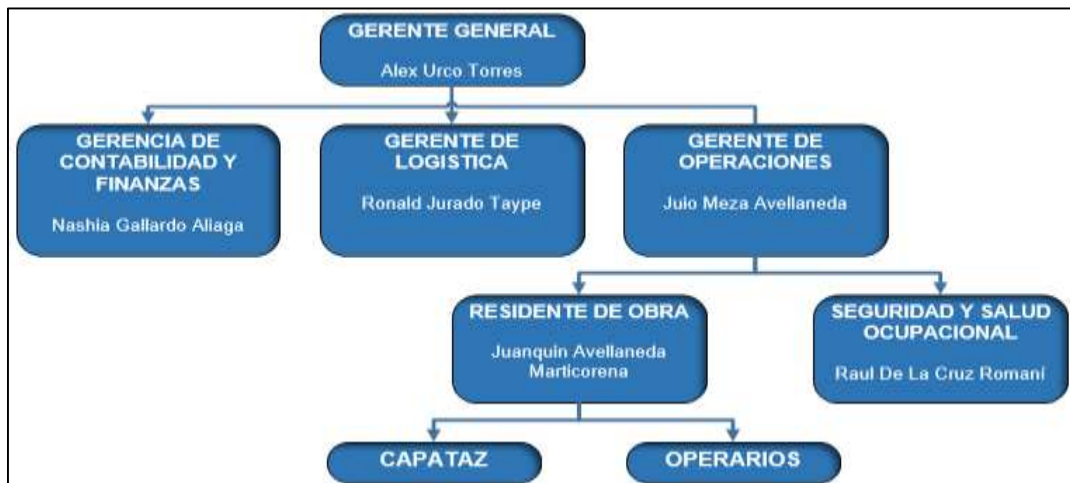 GERENTE GENERAL
Alex Urco Torres
GERENCIA DE
CONTABILIDAD Y
FINANZAS
Nashia Gallardo Aliaga
GERENTE DE
LOGISTICA
Ronald Jurado Taype
GERENTE DE
OPERACIONES
Julo Meza Avellaneda
RESIDENTE DE OBRA
Juanquin Avellaneda
Marticorena
SEGURIDAD Y SALUD
OCUPACIONAL
Raul De La Cruz Romani
CAPATAZ
OPERARIOS